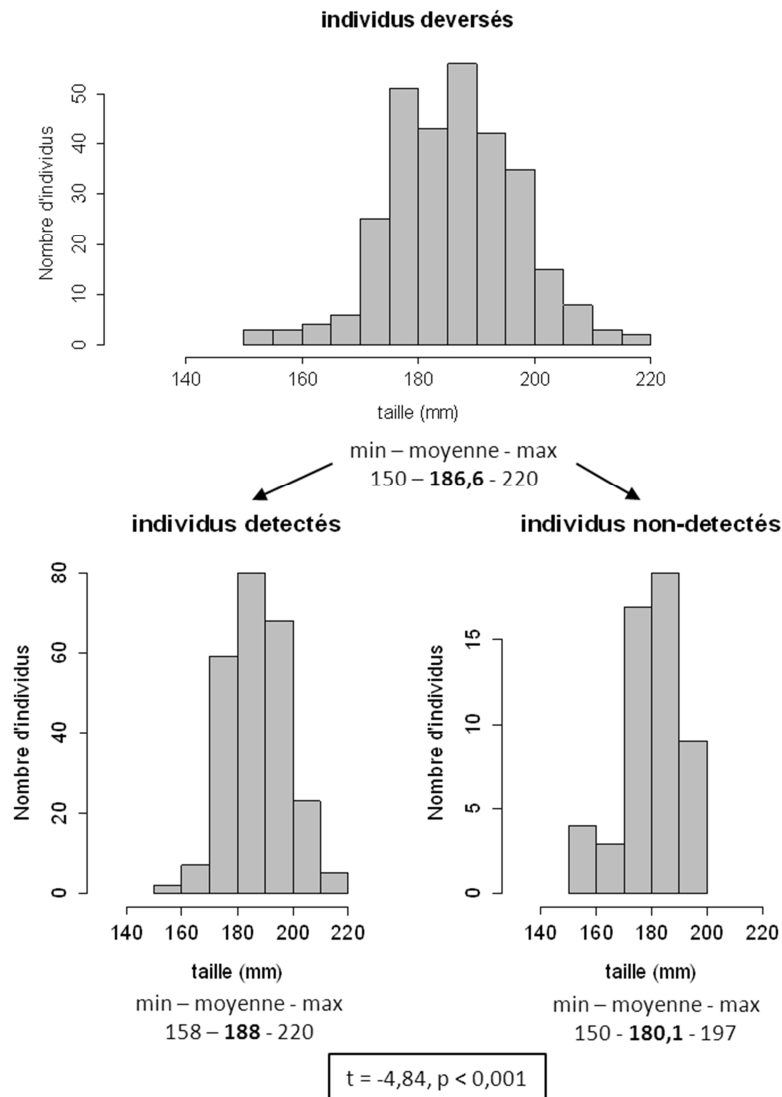 individus deversés
Nombre d'individus
0
10
20
30
40
50
140
160
180
200
220
taille (mm)
min – moyenne - max
150 – 186,6 - 220
individus detectés
Nombre d'individus
0
20
40
60
80
140
160
180
200
220
taille (mm)
min – moyenne - max
158 – 188 - 220
individus non-detectés
Nombre d'individus
0
5
10
15
140
160
180
200
220
taille (mm)
min – moyenne - max
150 - 180,1 - 197
t = -4,84, p < 0,001